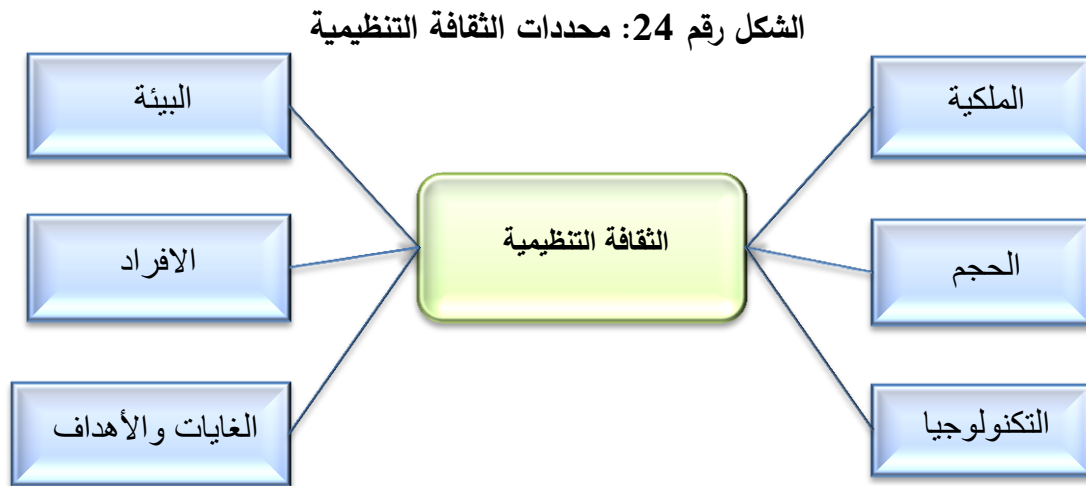 الشكل رقم 24: محددات الثقافة التنظيمية
الملكية
البيئة
الثقافة التنظيمية
الحجم
الافراد
التكنولوجيا
الغايات والأهداف